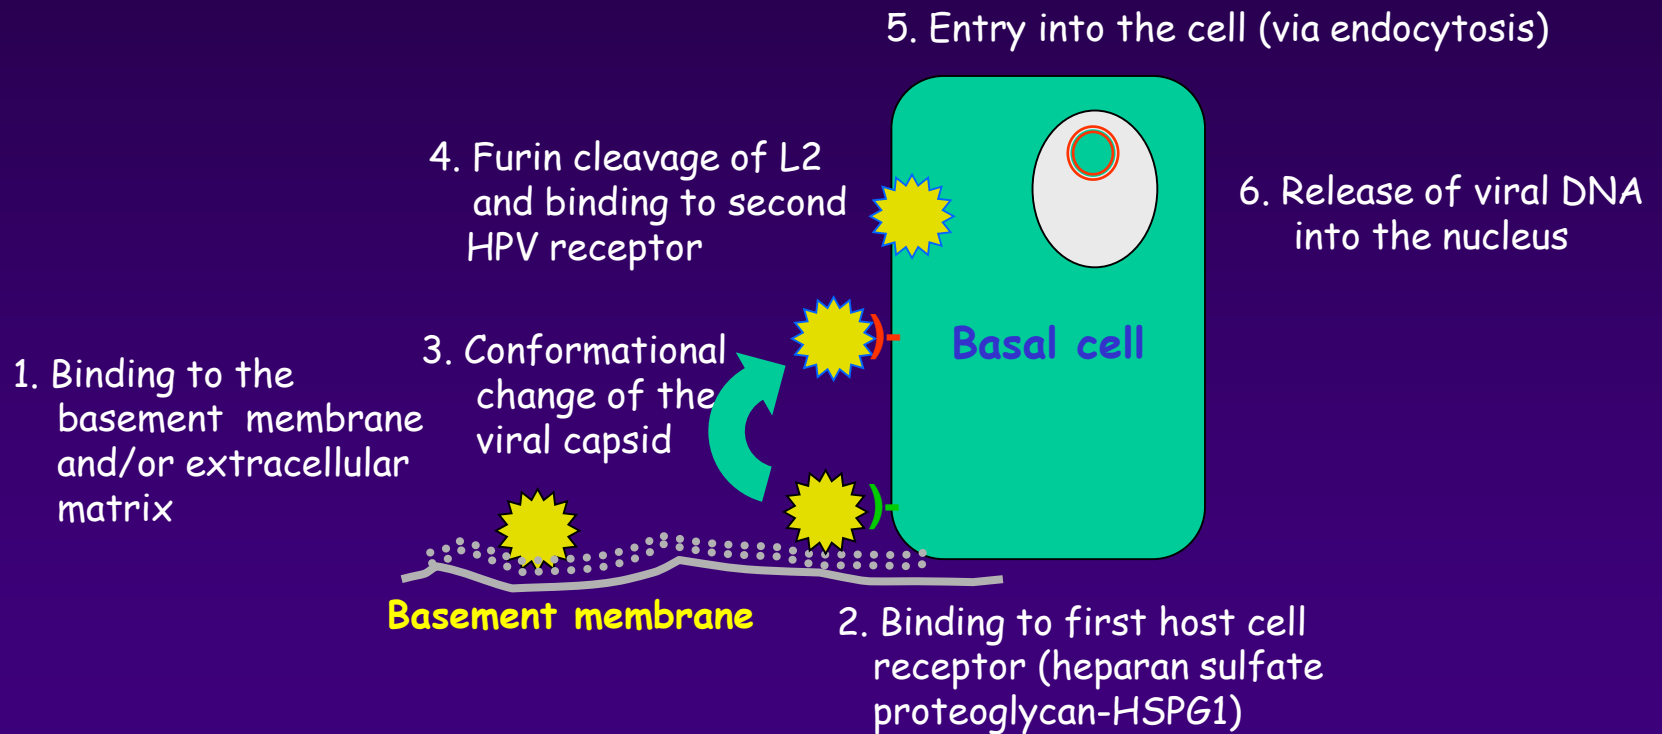 1. Binding to the
basement membrane
and/or extracellular
matrix
2. Binding to first host cell
receptor (heparan sulfate
proteoglycan-HSPG1)
3. Conformational
change of the
viral capsid
4. Furin cleavage of L2
and binding to second
HPV receptor
5. Entry into the cell (via endocytosis)
6. Release of viral DNA
into the nucleus
Basal cell
Basement membrane